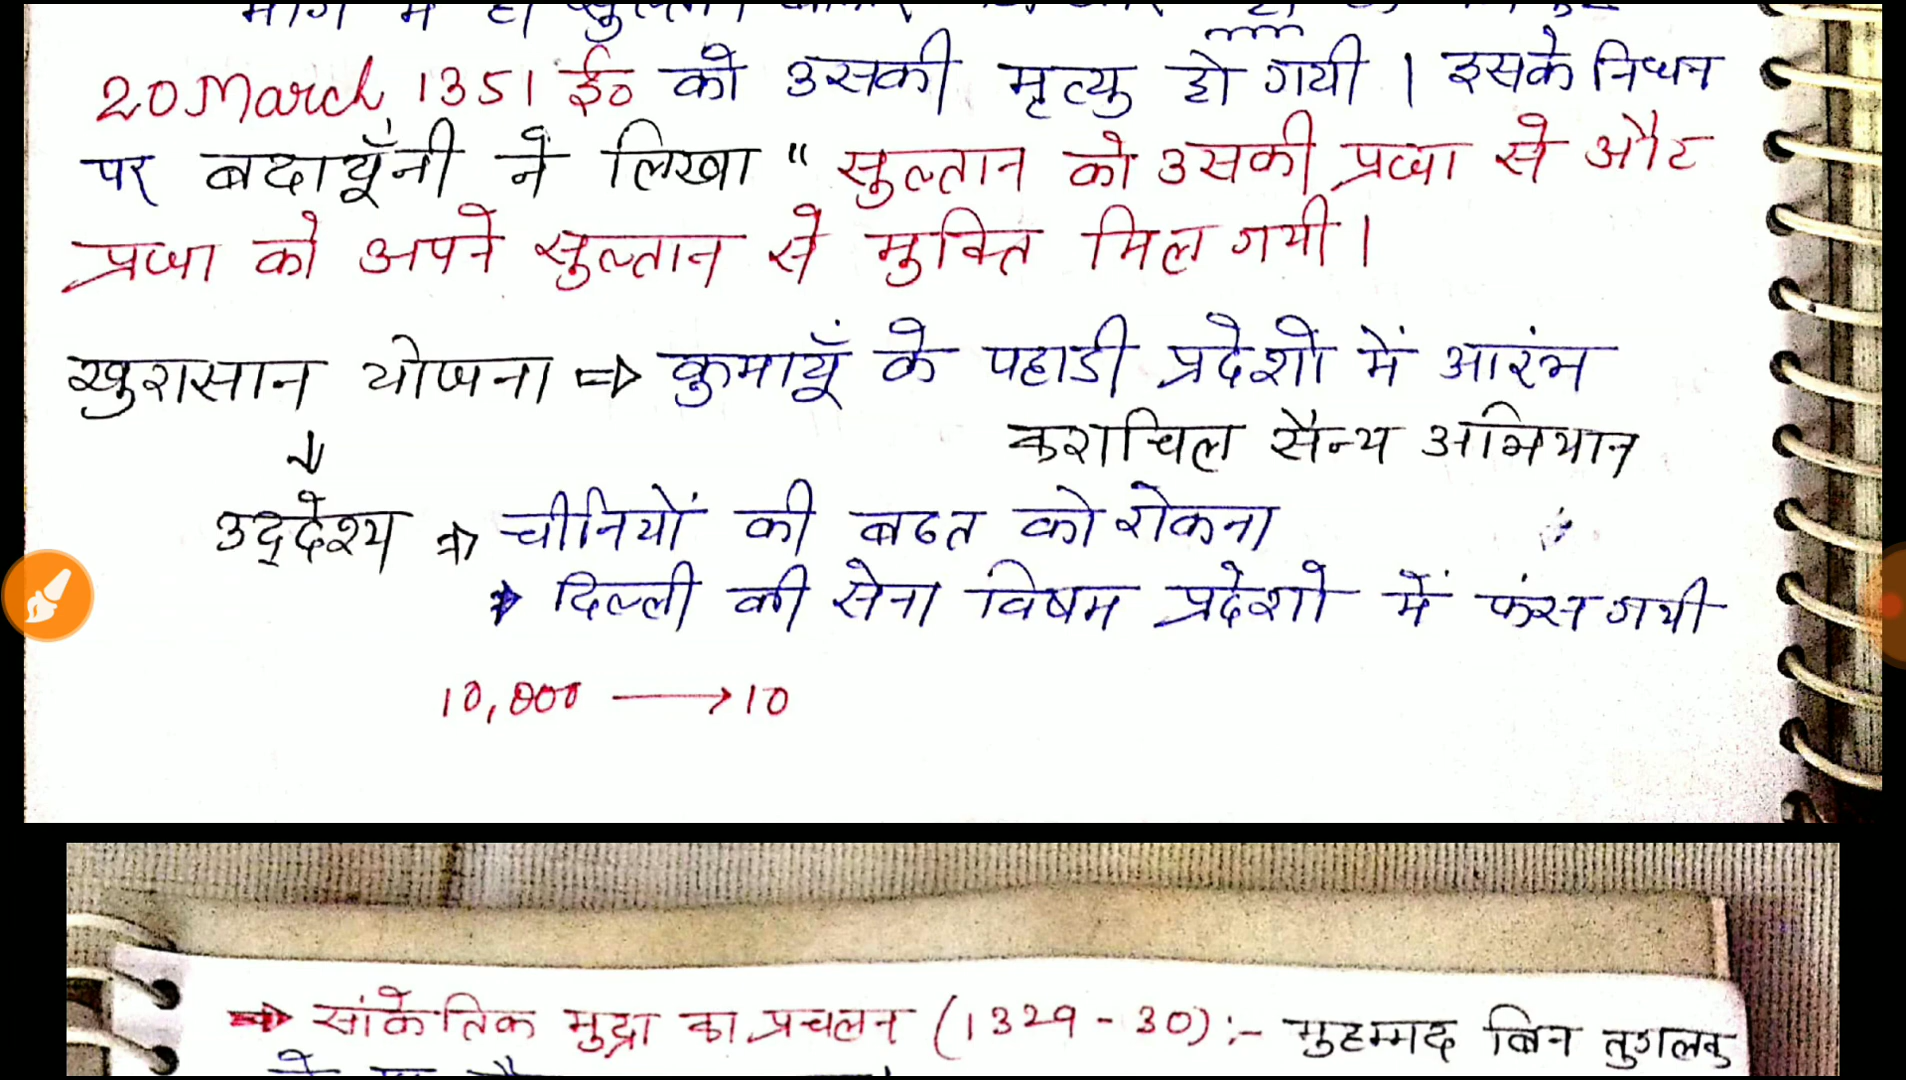 मार्ग में ही
20 March 1351 ई० को उसकी मृत्यु हो गयी । इसके निधन
पर बदायूँनी ने लिखा " सुल्तान को उसकी प्रजा से और
प्रजा को अपने सुल्तान से मुक्ति मिल गयी ।
खुरासान योजना ⇒ कुमायूँ के पहाडी प्रदेशो में आरंभ
कराचिल सैन्य अभियान
⇓
उद्देश्य ⇒ चीनियों की बढत को रोकना
→ दिल्ली की सेना विषम प्रदेशो में फंस गयी
10,000 ⟶ 10
⇒ सांकेतिक मुद्रा का प्रचलन (1329 - 30) :- मुहम्मद बिन तुगलक